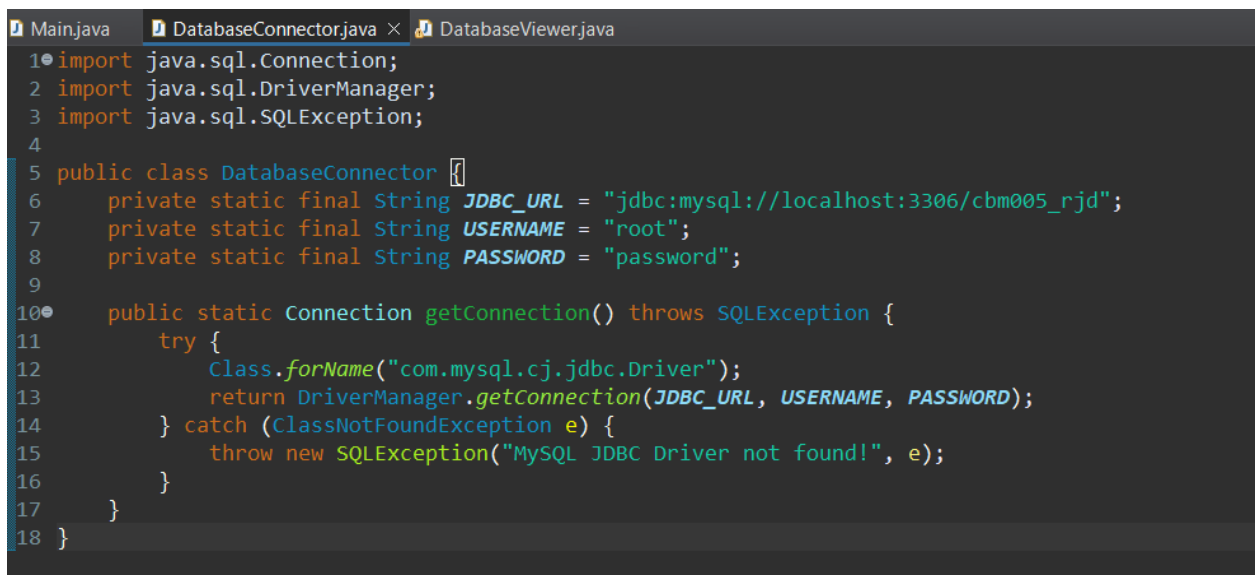 Main.java DatabaseConnector.java × DatabaseViewer.java
1 import java.sql.Connection;
2 import java.sql.DriverManager;
3 import java.sql.SQLException;
4
5 public class DatabaseConnector {
6     private static final String JDBC_URL = "jdbc:mysql://localhost:3306/cbm005_rjd";
7     private static final String USERNAME = "root";
8     private static final String PASSWORD = "password";
9
10     public static Connection getConnection() throws SQLException {
11         try {
12             Class.forName("com.mysql.cj.jdbc.Driver");
13             return DriverManager.getConnection(JDBC_URL, USERNAME, PASSWORD);
14         } catch (ClassNotFoundException e) {
15             throw new SQLException("MySQL JDBC Driver not found!", e);
16         }
17     }
18 }